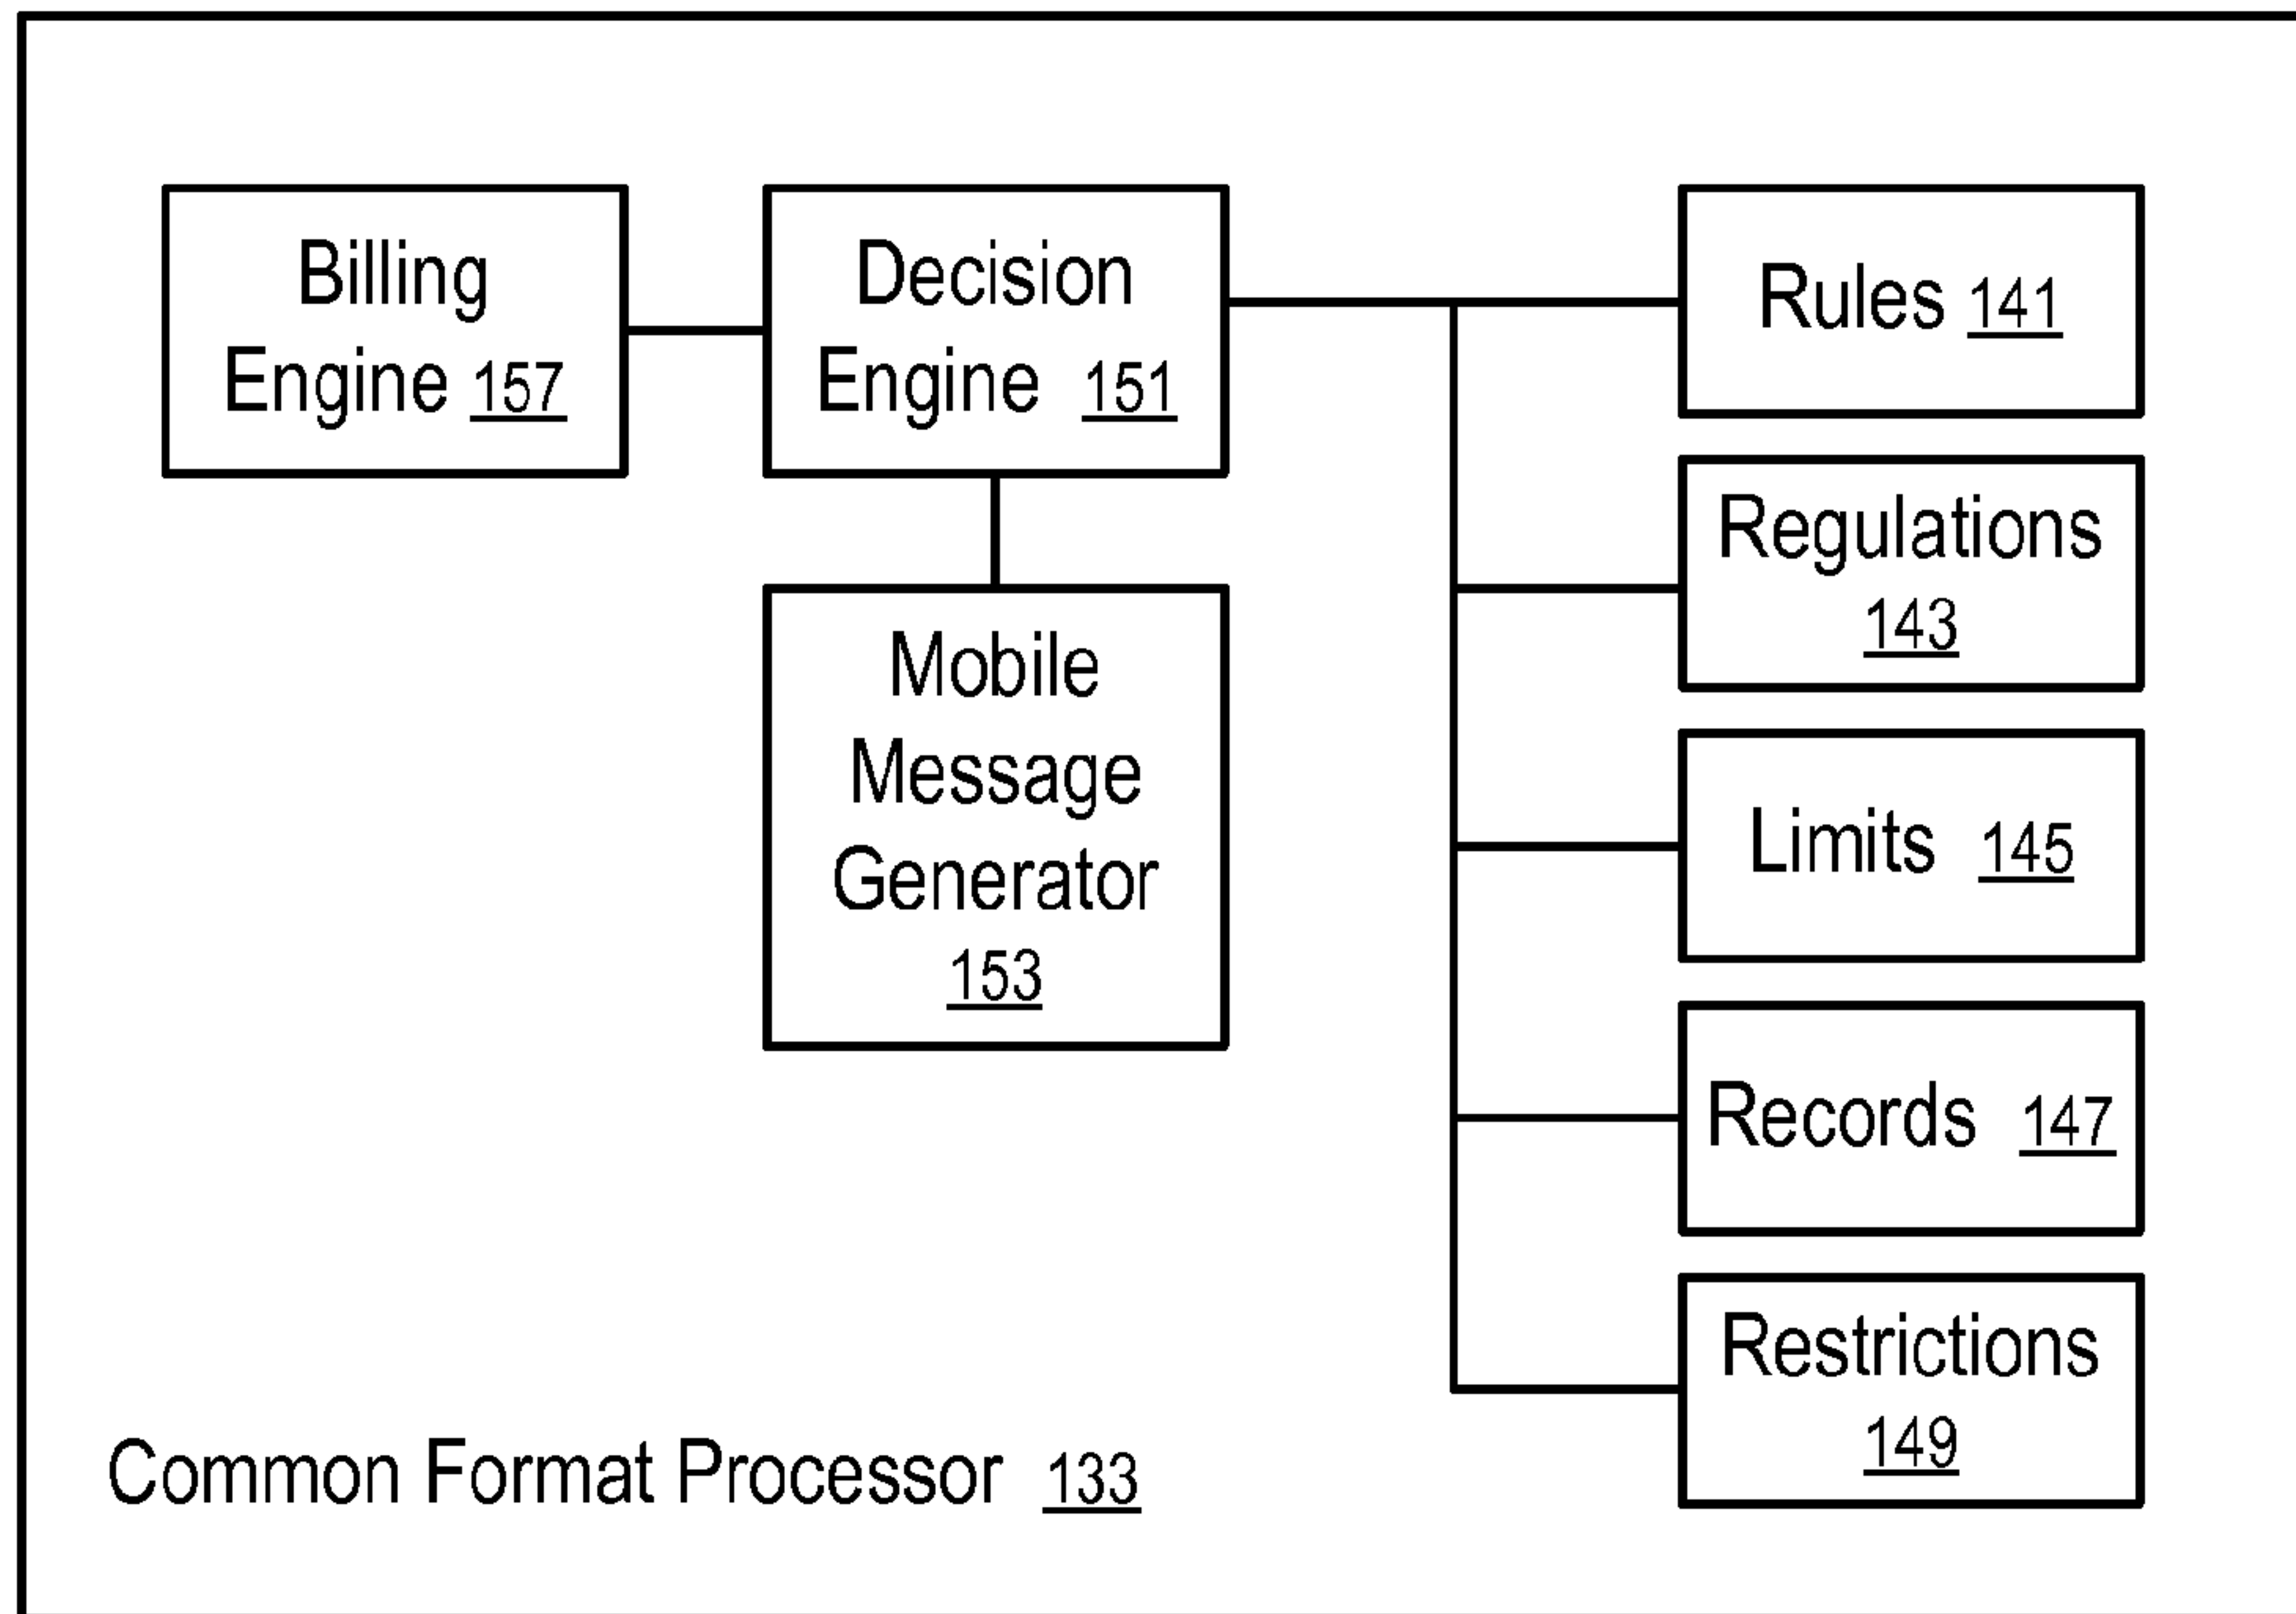 Billing
Engine 157
Decision
Engine 151
Mobile
Message
Generator
153
Rules 141
Regulations
143
Limits 145
Records 147
Restrictions
149
Common Format Processor 133